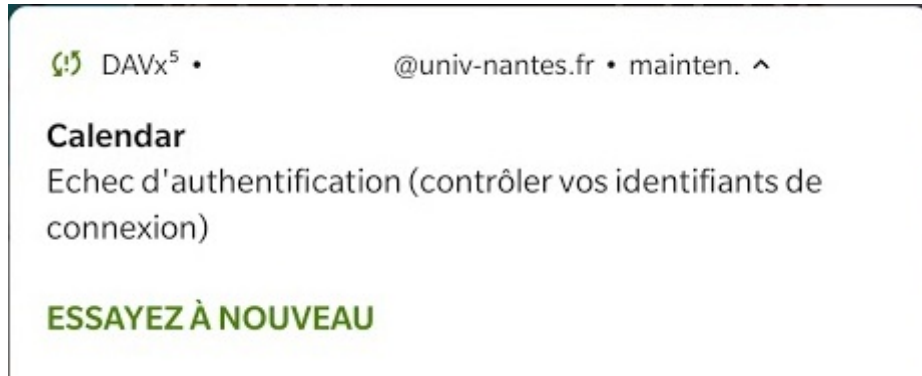 DAVx⁵ • @univ-nantes.fr • mainten.
Calendar
Echec d'authentification (contrôler vos identifiants de
connexion)
ESSAYEZ À NOUVEAU